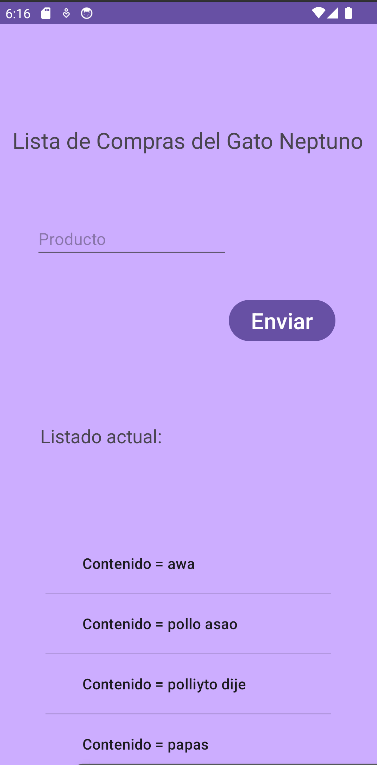 6:16
Lista de Compras del Gato Neptuno
Producto
Enviar
Listado actual:
Contenido = awa
Contenido = pollo asao
Contenido = polliyto dije
Contenido = papas